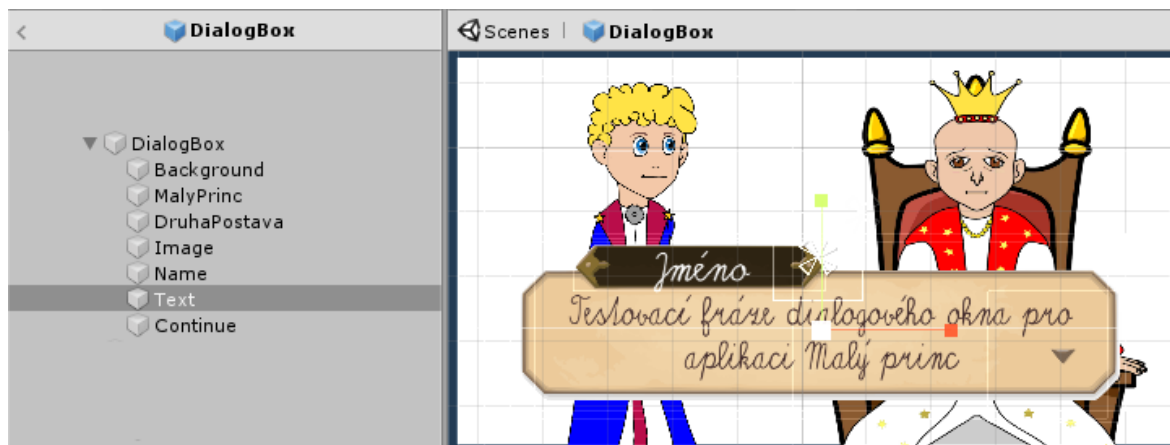 DialogBox
Scenes | DialogBox
DialogBox
Background
MalyPrinc
DruhaPostava
Image
Name
Text
Continue
Jméno
Testovací fráze dialogového okna pro
aplikaci Malý princ